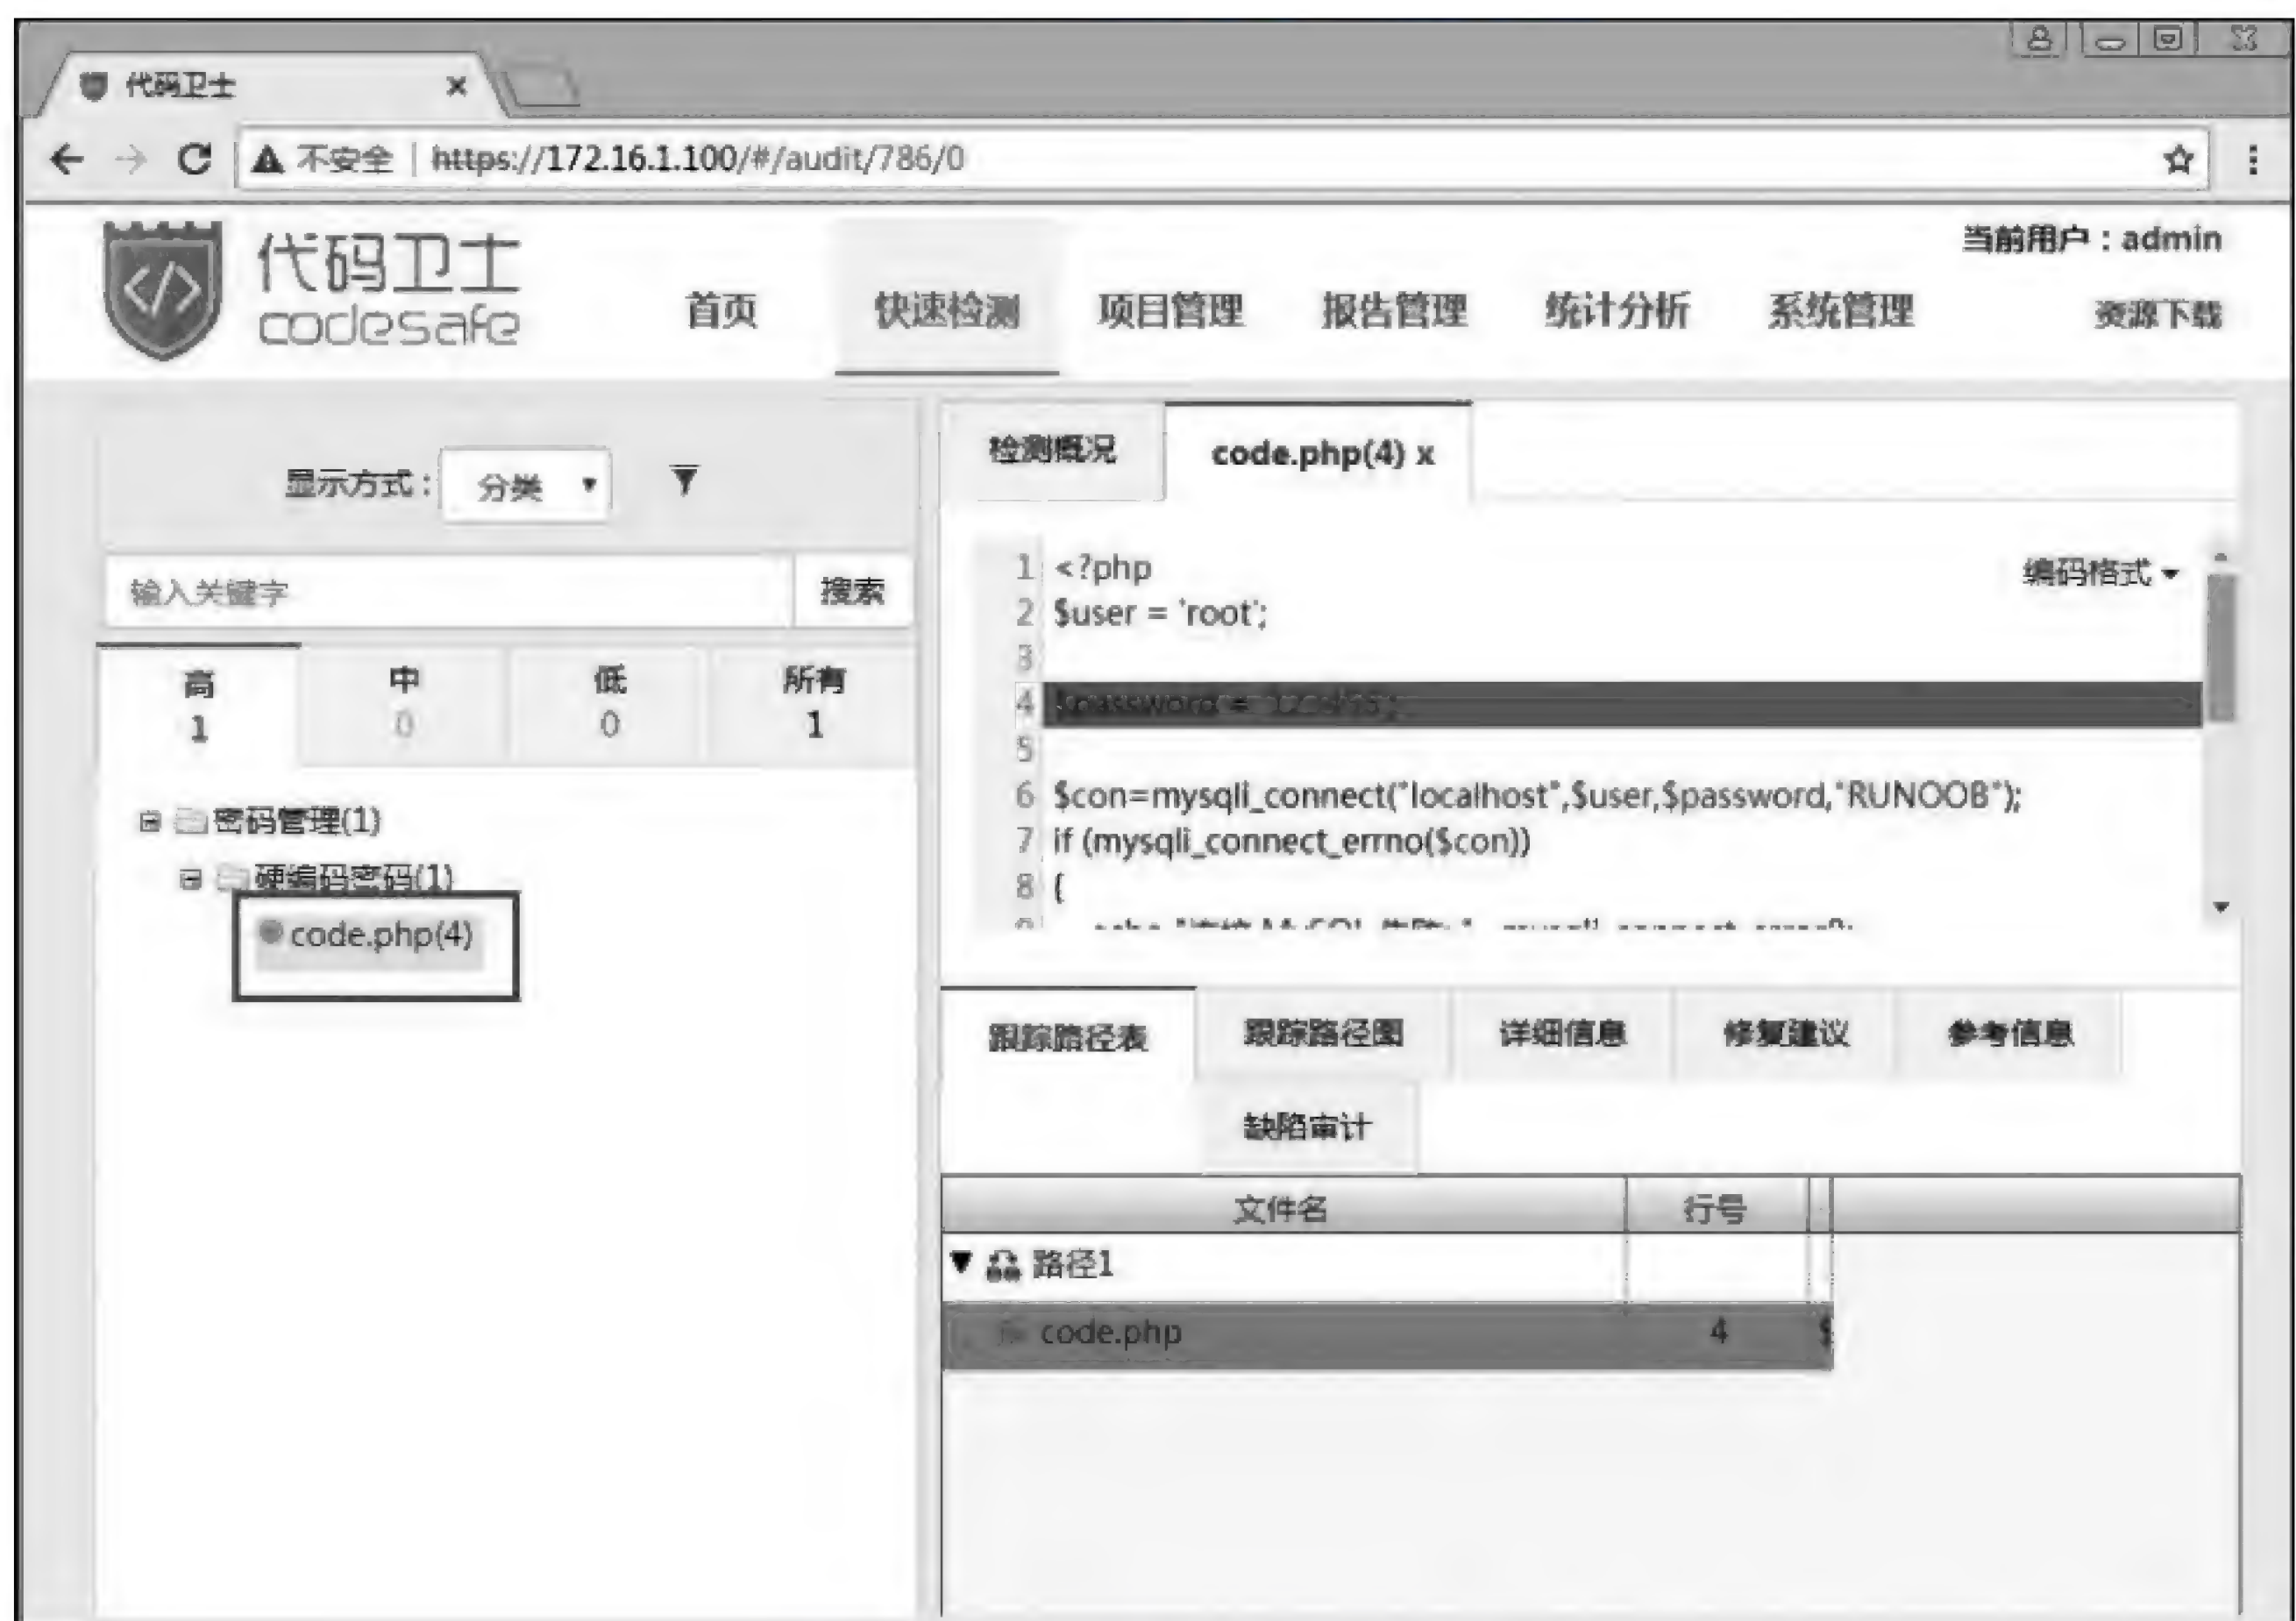 代码卫士 x
不安全 | https://172.16.1.100/#/audit/786/0
代码卫士
codesafe
首页 快速检测 项目管理 报告管理 统计分析 系统管理
当前用户：admin
资源下载
显示方式： 分类
输入关键字 搜索
高 中 低 所有
1 0 0 1
密码管理(1)
硬编码密码(1)
code.php(4)
检测概况 code.php(4) x
编码格式
1 <?php
2 $user = 'root';
3
4 $password =
5
6 $con=mysqli_connect("localhost",$user,$password,"RUNOOB");
7 if (mysqli_connect_errno($con))
8 {
跟踪路径表 跟踪路径图 详细信息 修复建议 参考信息
缺陷审计
文件名 行号
路径1
code.php 4 $